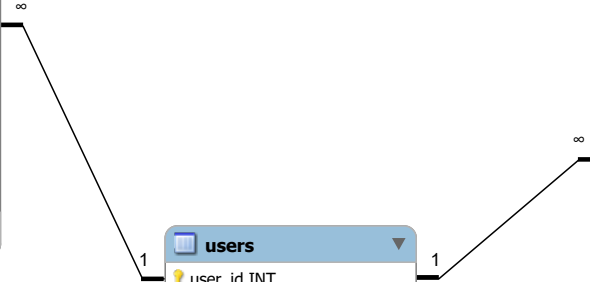 ∞
∞
users
1
1
user_id INT